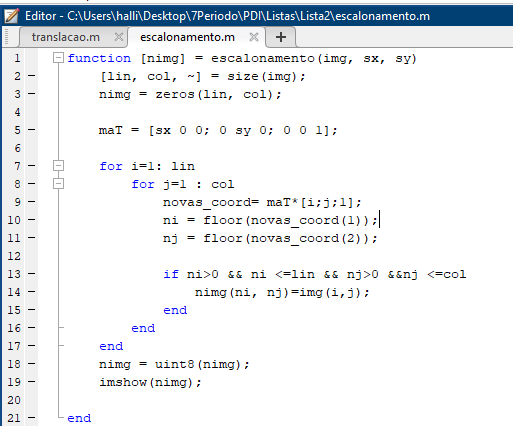 Editor - C:\Users\halli\Desktop\7Periodo\PDI\Listas\Lista2\escalonamento.m
translacao.m × escalonamento.m × +
1 function [nimg] = escalonamento(img, sx, sy)
2 — [lin, col, ~] = size(img);
3 — nimg = zeros(lin, col);
4
5 — maT = [sx 0 0; 0 sy 0; 0 0 1];
6
7 — for i=1: lin
8 — for j=1 : col
9 — novas_coord= maT*[i;j;1];
10 — ni = floor(novas_coord(1));
11 — nj = floor(novas_coord(2));
12
13 — if ni>0 && ni <=lin && nj>0 &&nj <=col
14 — nimg(ni, nj)=img(i,j);
15 — end
16 — end
17 — end
18 — nimg = uint8(nimg);
19 — imshow(nimg);
20
21 — end